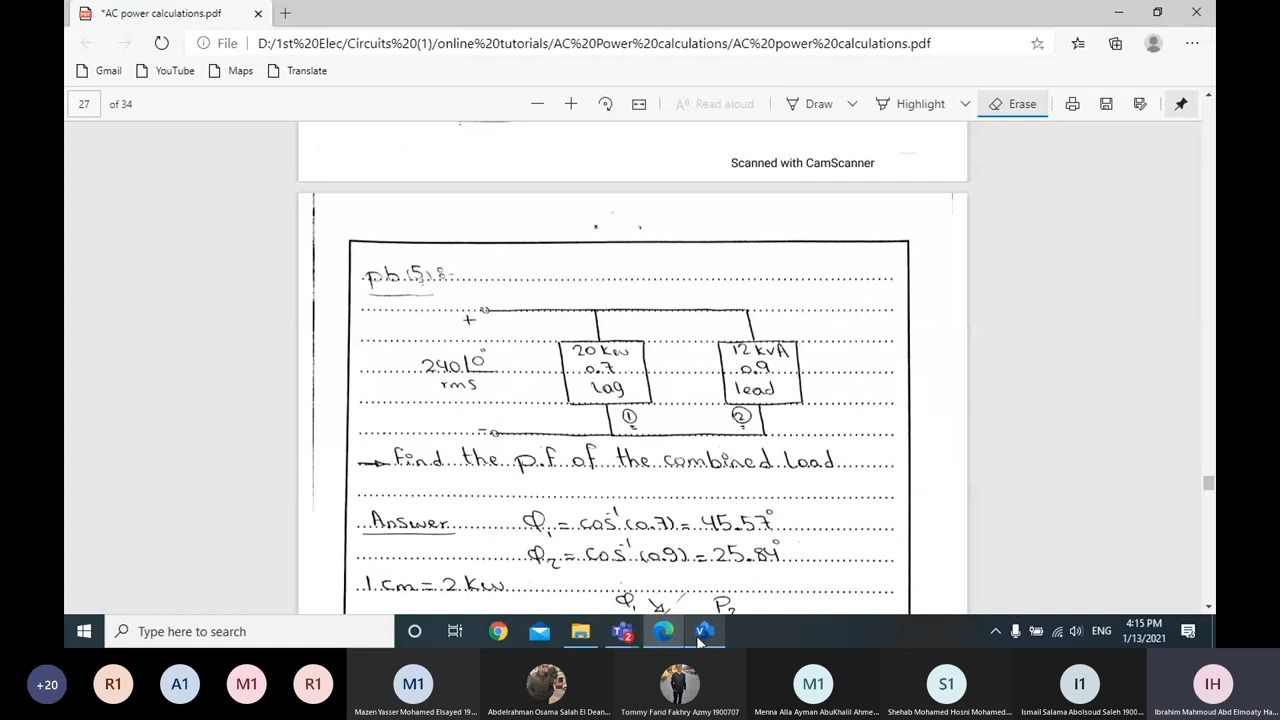 *AC power calculations.pdf
File D:/1st%20Elec/Circuits%20(1)/online%20tutorials/AC%20Power%20calculations/AC%20power%20calculations.pdf
Gmail YouTube Maps Translate
27 of 34 Read aloud Draw Highlight Erase
Scanned with CamScanner
pb.(5):-
+
240∠0°
rms
-
20 kw
0.7
lag
①
12 kvA
0.9
lead
②
→ Find the p.f of the combined Load
Answer φ₁ = cos⁻¹(0.7) = 45.57°
φ₂ = cos⁻¹(0.9) = 25.84°
1 cm = 2 kw
φ₁ P₂
Type here to search
2
ENG
4:15 PM
1/13/2021
+20 R1 A1 M1 R1 M1 M1 S1 I1 IH
Mazen Yasser Mohamed Elsayed 19...
Abdelrahman Osama Salah El Dean...
Tommy Farid Fakhry Azmy 1900707
Menna Alla Ayman AbuKhalil Ahme...
Shehab Mohamed Hosni Mohamed...
Ismail Salama Abolsoud Saleh 1900...
Ibrahim Mahmoud Abd Elmoaty Ha...